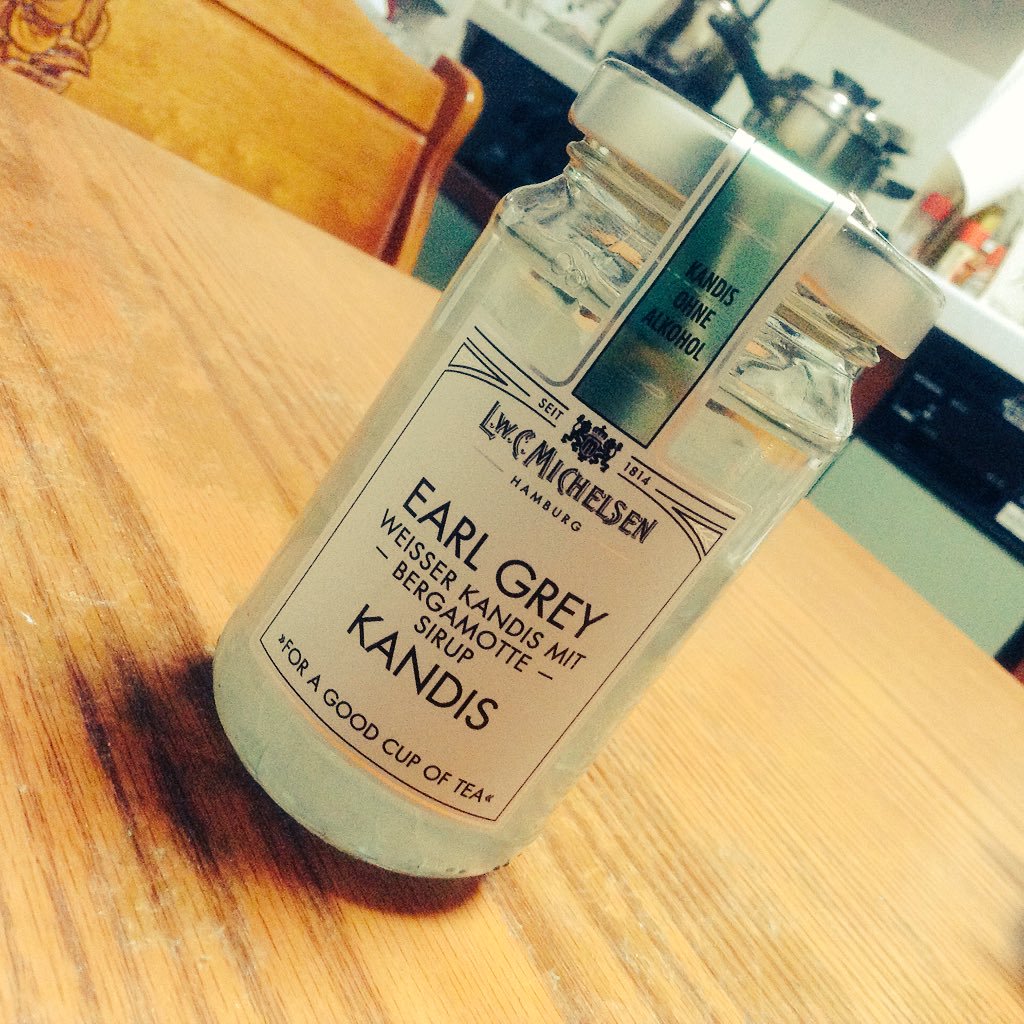 KANDIS
OHNE
ALKOHOL
SEIT 1814
L.W.C. MICHELSEN
HAMBURG
EARL GREY
WEISSER KANDIS MIT
— BERGAMOTTE —
SIRUP
KANDIS
»FOR A GOOD CUP OF TEA«